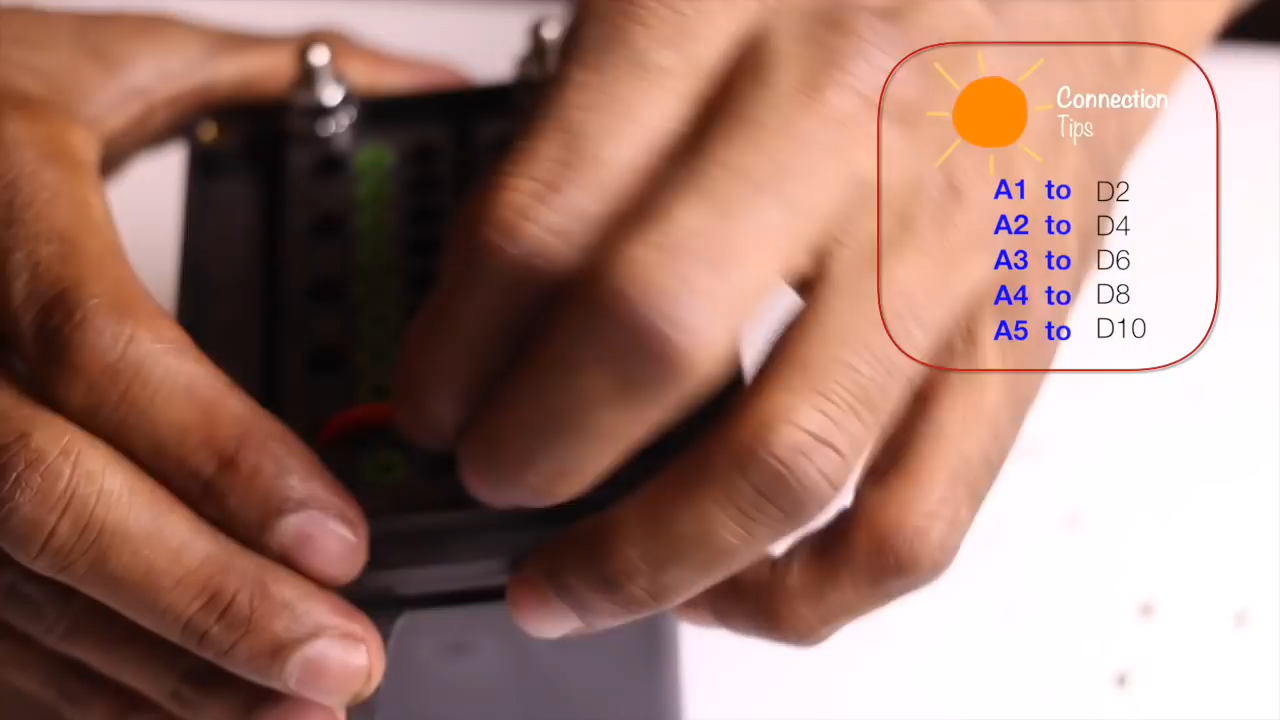 Connection
Tips
A1 to D2
A2 to D4
A3 to D6
A4 to D8
A5 to D10